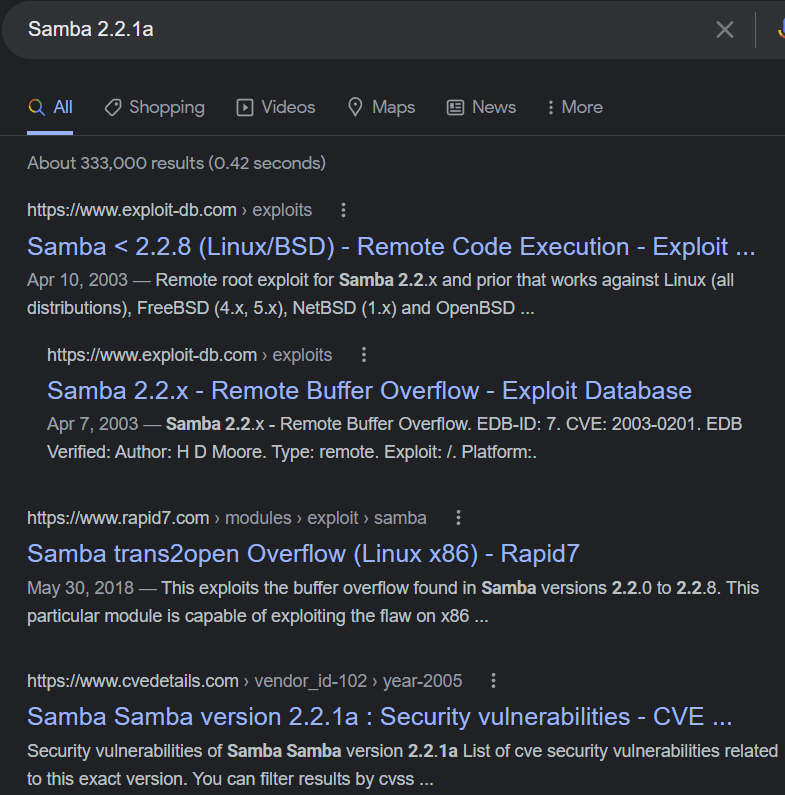 Samba 2.2.1a
All Shopping Videos Maps News More
About 333,000 results (0.42 seconds)
https://www.exploit-db.com › exploits
Samba < 2.2.8 (Linux/BSD) - Remote Code Execution - Exploit ...
Apr 10, 2003 — Remote root exploit for Samba 2.2.x and prior that works against Linux (all
distributions), FreeBSD (4.x, 5.x), NetBSD (1.x) and OpenBSD ...
https://www.exploit-db.com › exploits
Samba 2.2.x - Remote Buffer Overflow - Exploit Database
Apr 7, 2003 — Samba 2.2.x - Remote Buffer Overflow. EDB-ID: 7. CVE: 2003-0201. EDB
Verified: Author: H D Moore. Type: remote. Exploit: /. Platform:.
https://www.rapid7.com › modules › exploit › samba
Samba trans2open Overflow (Linux x86) - Rapid7
May 30, 2018 — This exploits the buffer overflow found in Samba versions 2.2.0 to 2.2.8. This
particular module is capable of exploiting the flaw on x86 ...
https://www.cvedetails.com › vendor_id-102 › year-2005
Samba Samba version 2.2.1a : Security vulnerabilities - CVE ...
Security vulnerabilities of Samba Samba version 2.2.1a List of cve security vulnerabilities related
to this exact version. You can filter results by cvss ...